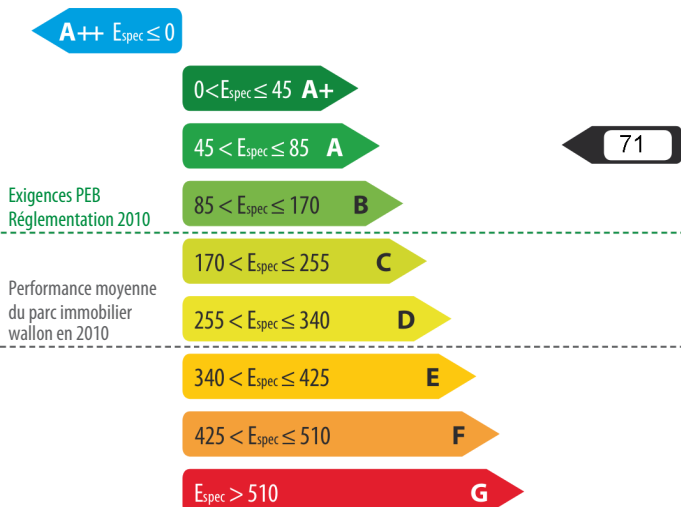 A++ Espec ≤ 0
0<Espec ≤ 45 A+
45 < Espec ≤ 85 A
71
Exigences PEB
Réglementation 2010
85 < Espec ≤ 170 B
170 < Espec ≤ 255 C
Performance moyenne
du parc immobilier
wallon en 2010
255 < Espec ≤ 340 D
340 < Espec ≤ 425 E
425 < Espec ≤ 510 F
Espec > 510 G